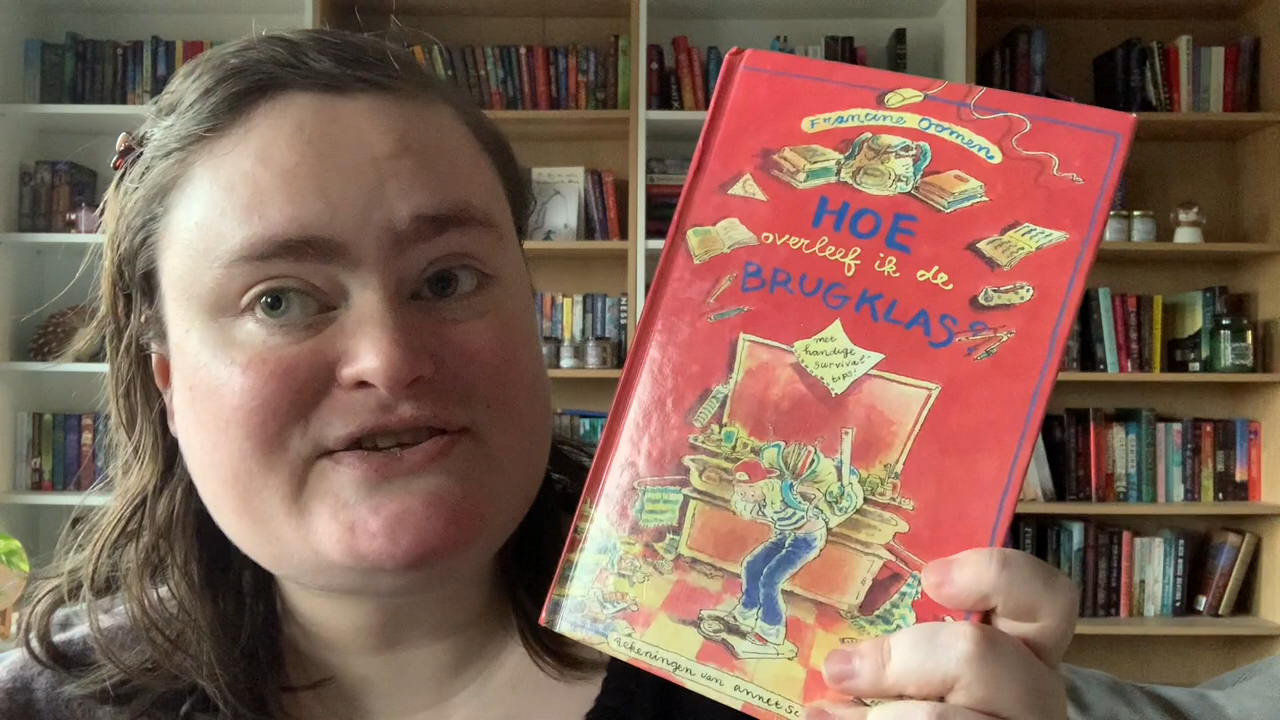 Francine Oomen
HOE
overleef ik de
BRUGKLAS?
met
handige
survival
tips!
tekeningen van annet sc